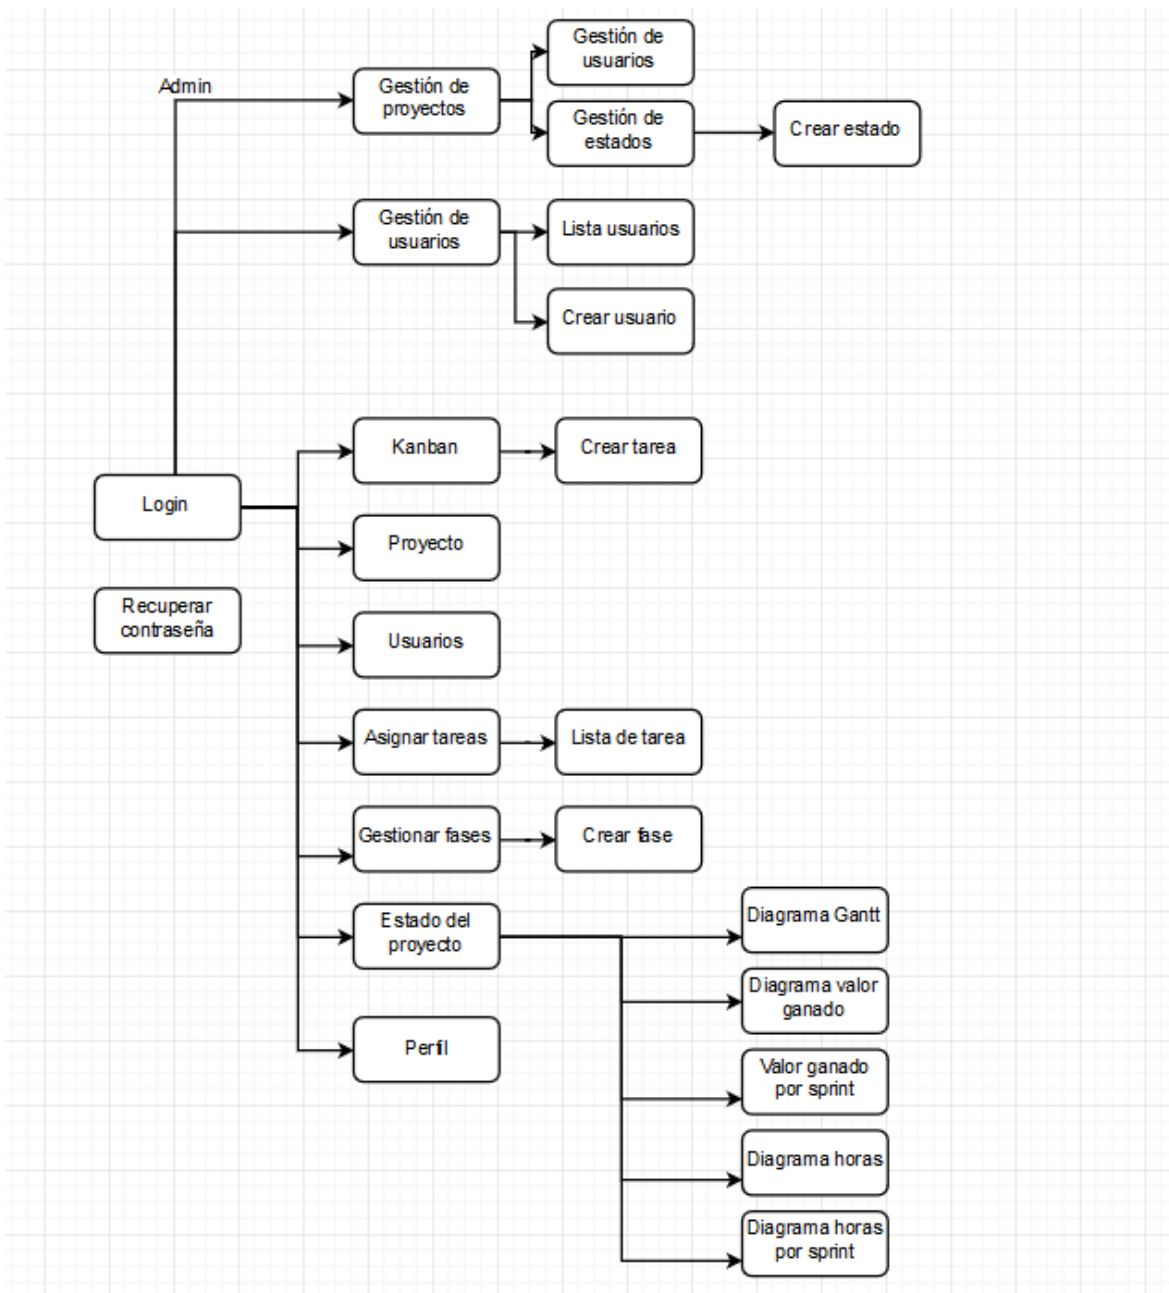 Admin
Gestión de
proyectos
Gestión de
usuarios
Gestión de
estados
Crear estado
Gestión de
usuarios
Lista usuarios
Crear usuario
Login
Recuperar
contraseña
Kanban
Crear tarea
Proyecto
Usuarios
Asignar tareas
Lista de tarea
Gestionar fases
Crear fase
Estado del
proyecto
Diagrama Gantt
Diagrama valor
ganado
Valor ganado
por sprint
Diagrama horas
Diagrama horas
por sprint
Perfil